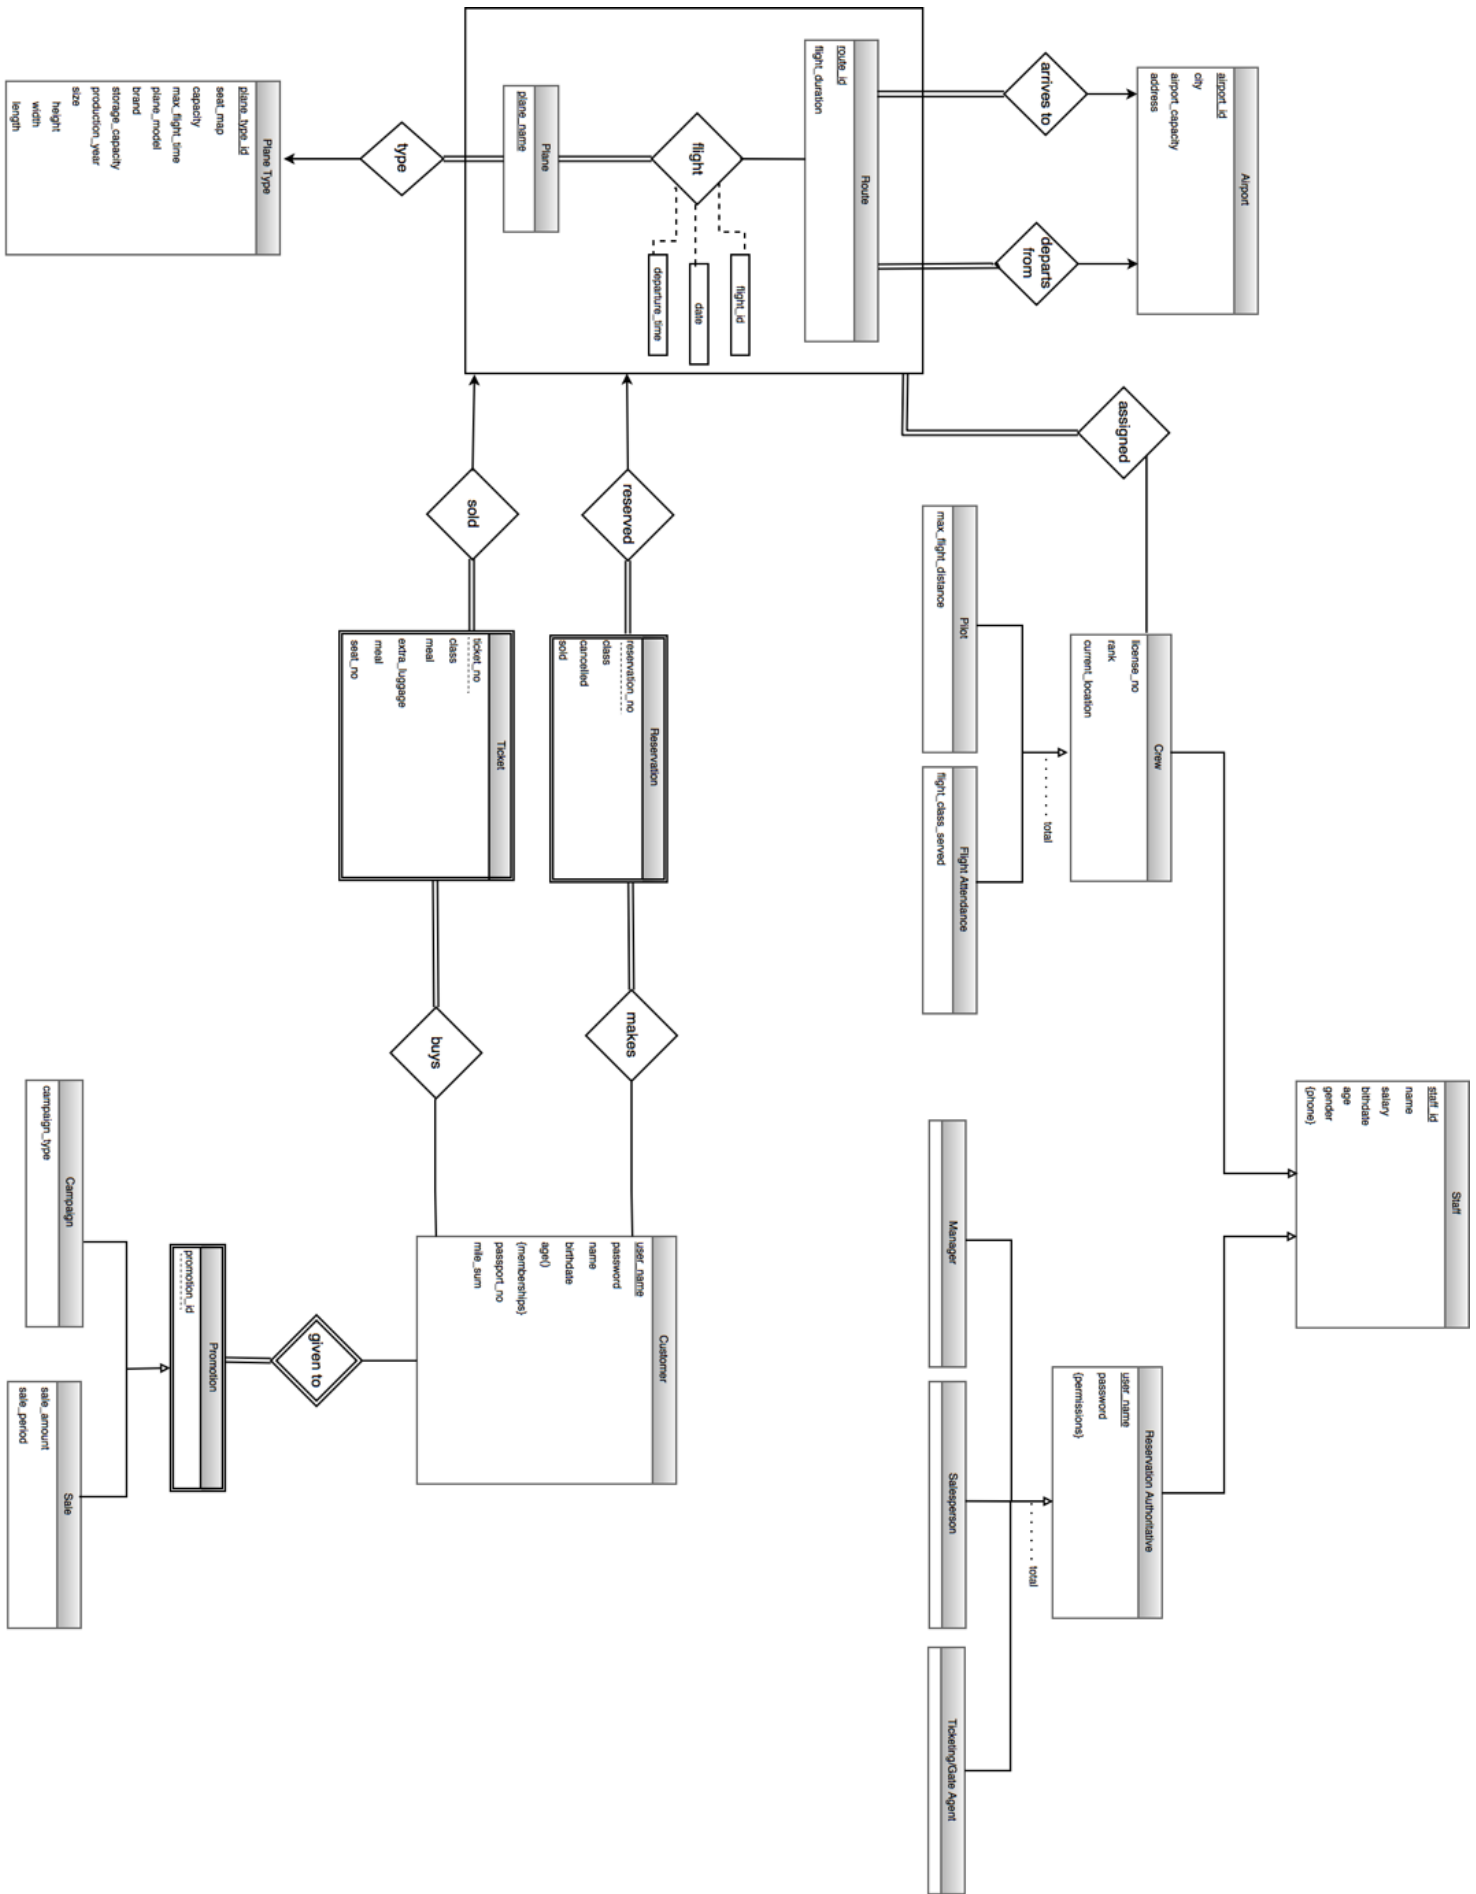 Staff
staff_id
name
salary
bithdate
age
gender
{phone}
Airport
airport_id
city
airport_capacity
address
arrives to
departs
from
assigned
Crew
license_no
rank
current_location
total
Reservation Authoritative
user_name
password
{permissions}
total
Pilot
max_flight_distance
Flight Attendance
flight_class_served
Manager
Salesperson
Ticketing/Gate Agent
Route
route_id
flight_duration
flight
flight_id
date
departure_time
Plane
plane_name
reserved
Reservation
reservation_no
class
cancelled
sold
makes
Customer
user_name
password
name
birthdate
age()
{memberships}
passport_no
mile_sum
sold
Ticket
ticket_no
class
meal
extra_luggage
meal
seat_no
buys
type
given to
Plane Type
plane_type_id
seat_map
capacity
max_flight_time
plane_model
brand
storage_capacity
production_year
size
height
width
length
Promotion
promotion_id
Campaign
campaign_type
Sale
sale_amount
sale_period